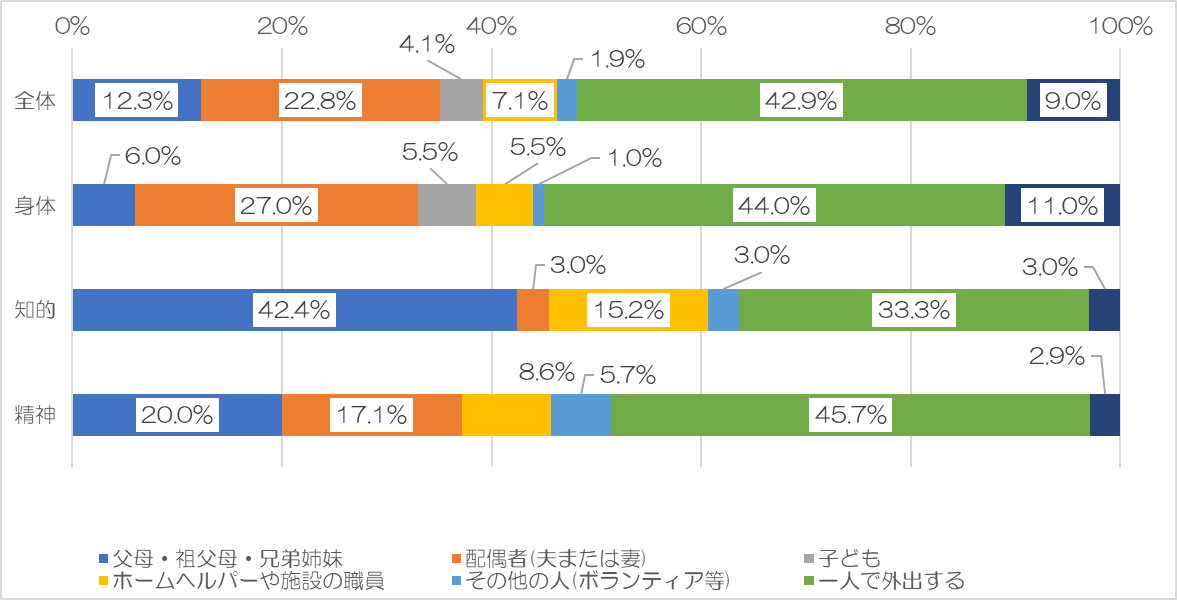 0% 20% 40% 60% 80% 100%
4.1% 1.9%
全体 12.3% 22.8% 7.1% 42.9% 9.0%
6.0% 5.5% 5.5% 1.0%
身体 27.0% 44.0% 11.0%
3.0% 3.0% 3.0%
知的 42.4% 15.2% 33.3%
8.6% 5.7% 2.9%
精神 20.0% 17.1% 45.7%
父母・祖父母・兄弟姉妹 配偶者(夫または妻) 子ども
ホームヘルパーや施設の職員 その他の人(ボランティア等) 一人で外出する